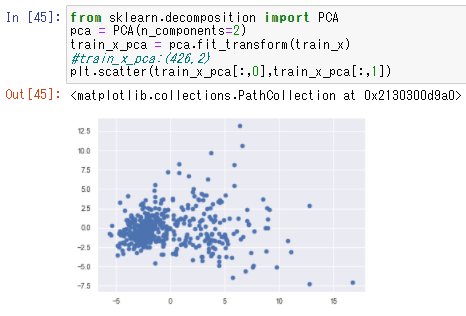 In [45]: from sklearn.decomposition import PCA
pca = PCA(n_components=2)
train_x_pca = pca.fit_transform(train_x)
#train_x_pca:(426,2)
plt.scatter(train_x_pca[:,0],train_x_pca[:,1])
Out[45]: <matplotlib.collections.PathCollection at 0x2130300d9a0>
12.5
10.0
7.5
5.0
2.5
0.0
-2.5
-5.0
-7.5
-5 0 5 10 15